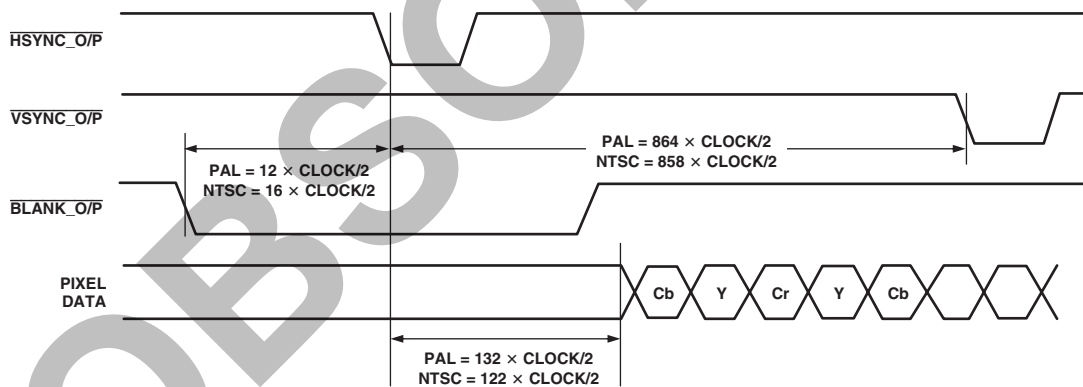 HSYNC_O/P
VSYNC_O/P
PAL = 12 × CLOCK/2
NTSC = 16 × CLOCK/2
PAL = 864 × CLOCK/2
NTSC = 858 × CLOCK/2
BLANK_O/P
PIXEL
DATA
Cb Y Cr Y Cb
PAL = 132 × CLOCK/2
NTSC = 122 × CLOCK/2